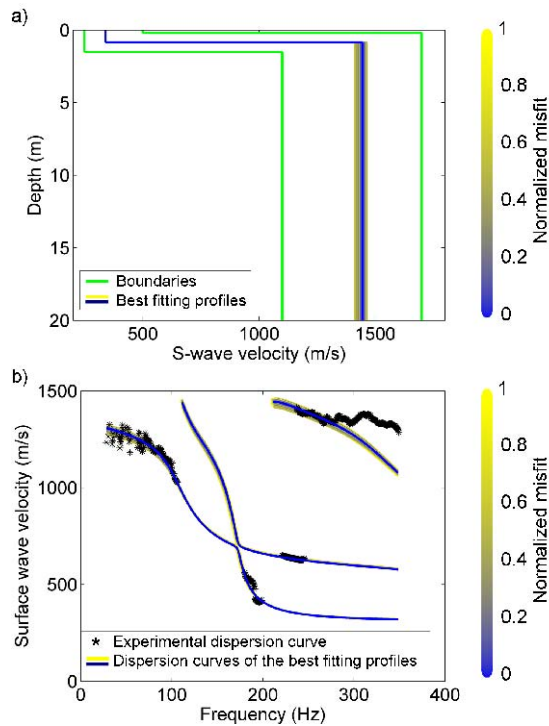 a)
0
5
10
15
20
Depth (m)
Boundaries
Best fitting profiles
500
1000
1500
S-wave velocity (m/s)
1
0.8
0.6
0.4
0.2
0
Normalized misfit
b)
1500
1000
500
0
Surface wave velocity (m/s)
Experimental dispersion curve
Dispersion curves of the best fitting profiles
0
100
200
300
400
Frequency (Hz)
1
0.8
0.6
0.4
0.2
0
Normalized misfit